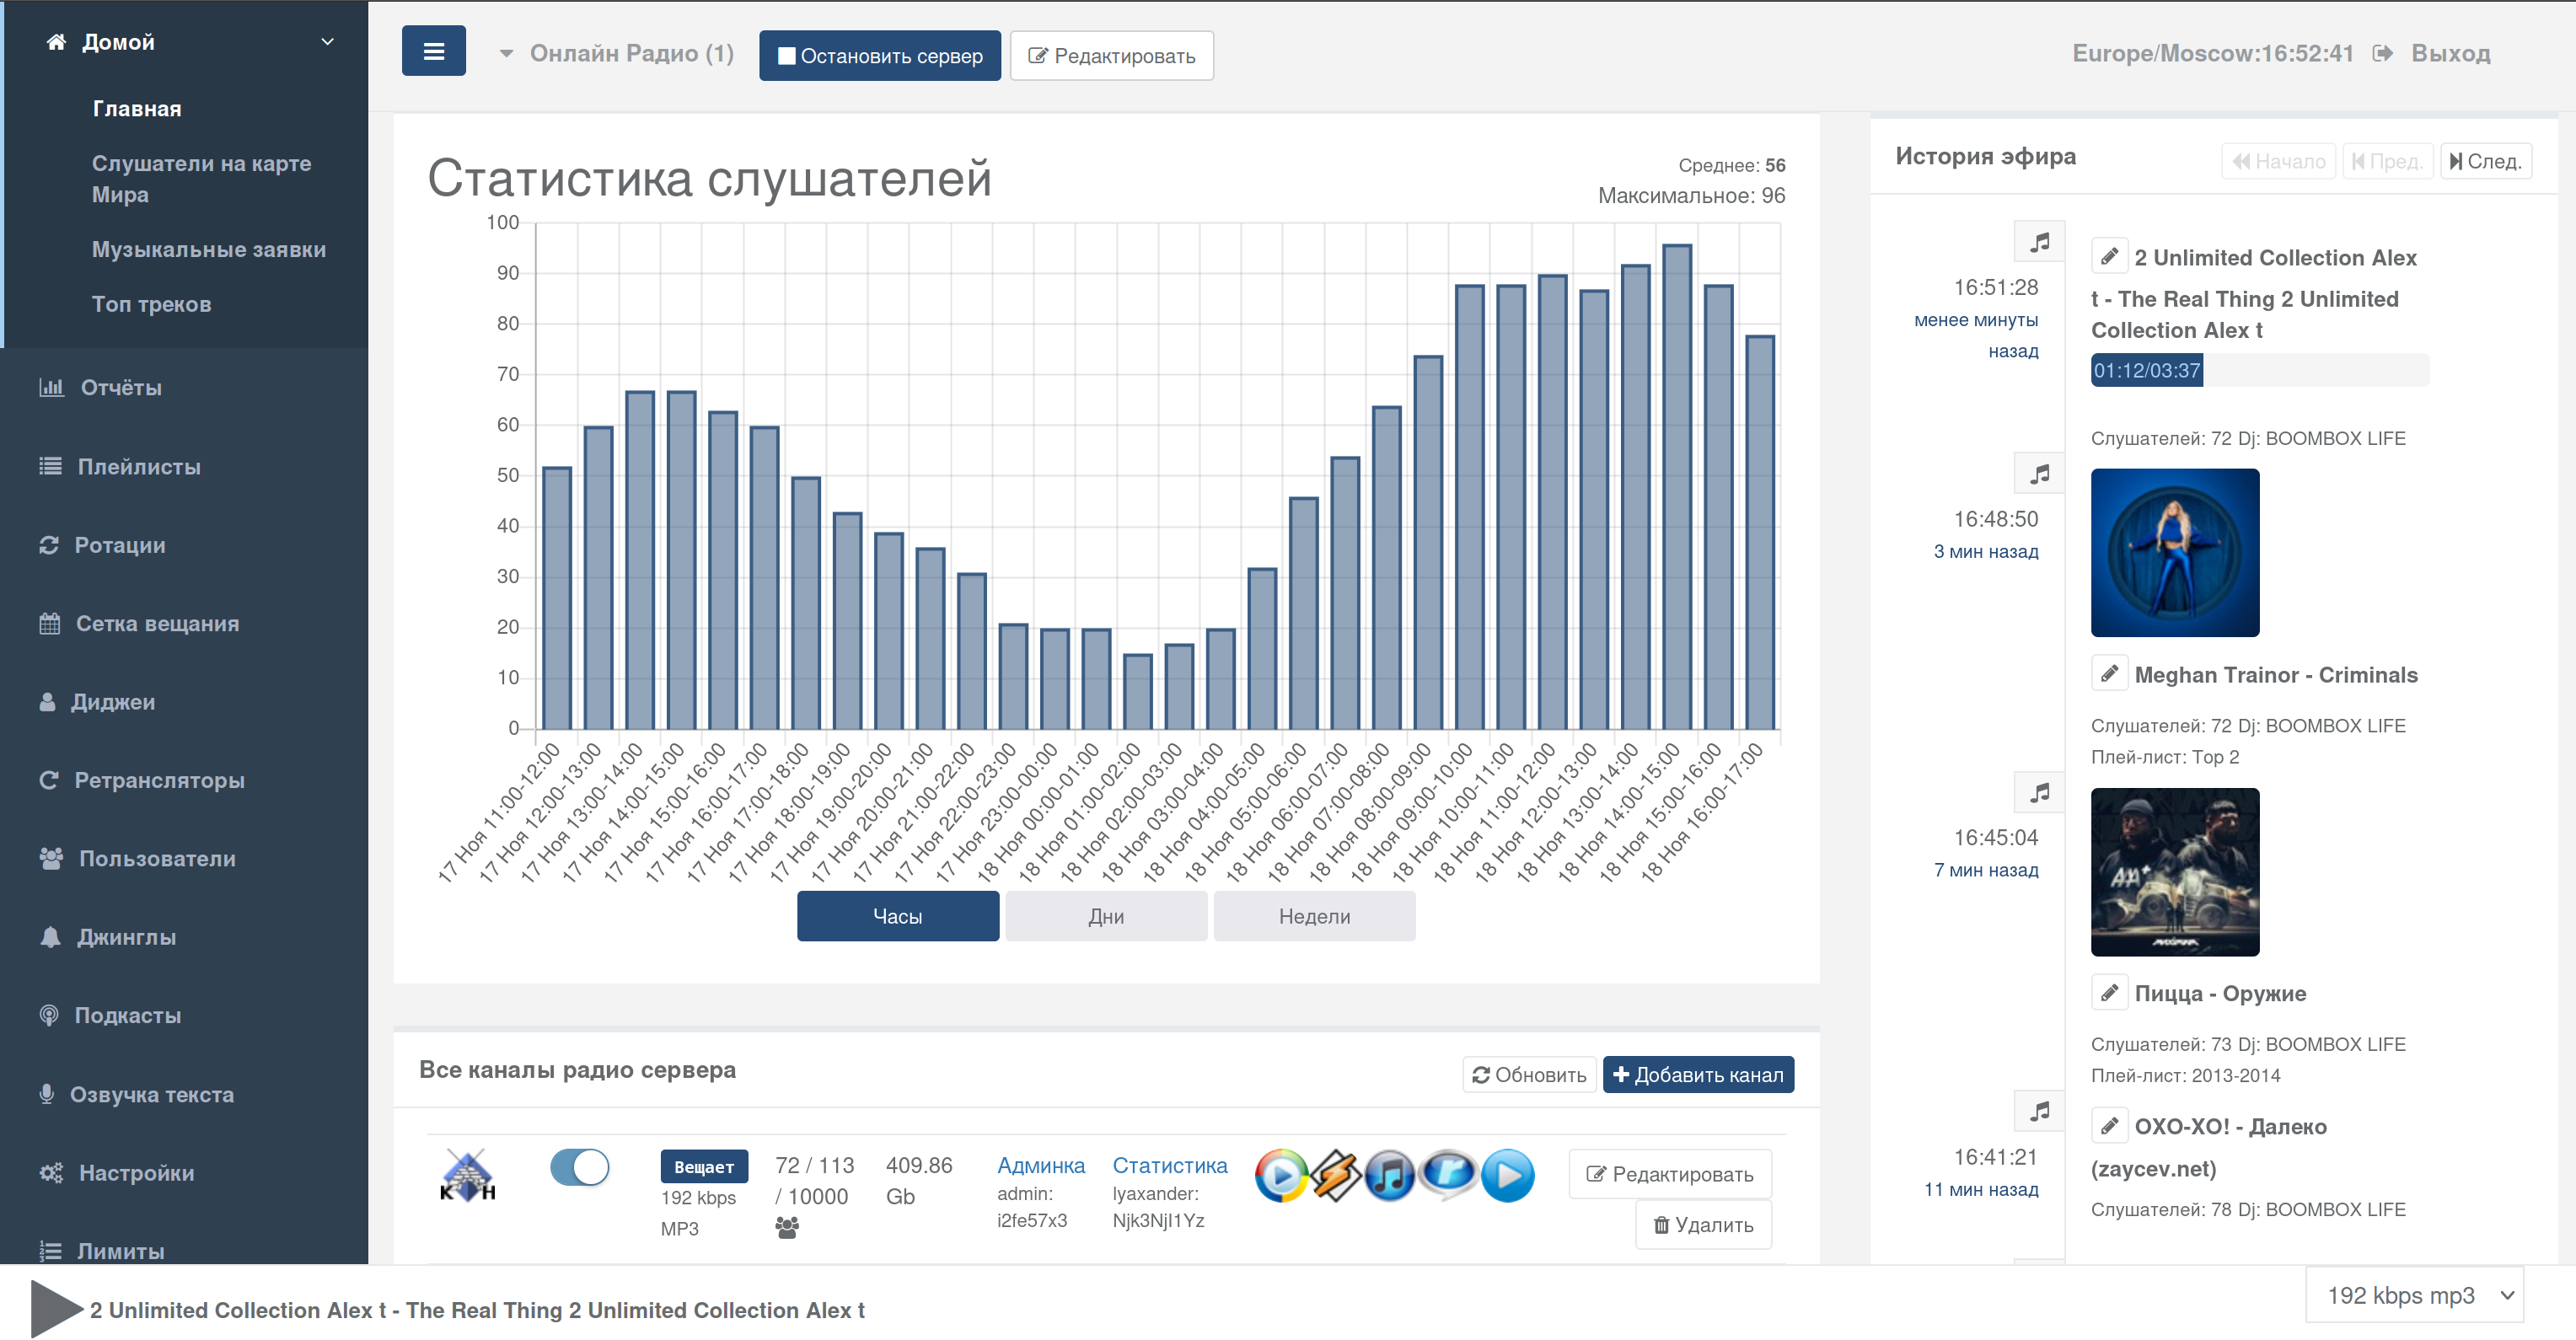 Домой
Главная
Слушатели на карте
Мира
Музыкальные заявки
Топ треков
Отчёты
Плейлисты
Ротации
Сетка вещания
Диджеи
Ретрансляторы
Пользователи
Джинглы
Подкасты
Озвучка текста
Настройки
Лимиты
Онлайн Радио (1)
Остановить сервер
Редактировать
Europe/Moscow:16:52:41
Выход
Статистика слушателей
Среднее: 56
Максимальное: 96
100
90
80
70
60
50
40
30
20
10
0
17 Ноя 11:00-12:00
17 Ноя 12:00-13:00
17 Ноя 13:00-14:00
17 Ноя 14:00-15:00
17 Ноя 15:00-16:00
17 Ноя 16:00-17:00
17 Ноя 17:00-18:00
17 Ноя 18:00-19:00
17 Ноя 19:00-20:00
17 Ноя 20:00-21:00
17 Ноя 21:00-22:00
17 Ноя 22:00-23:00
17 Ноя 23:00-00:00
18 Ноя 00:00-01:00
18 Ноя 01:00-02:00
18 Ноя 02:00-03:00
18 Ноя 03:00-04:00
18 Ноя 04:00-05:00
18 Ноя 05:00-06:00
18 Ноя 06:00-07:00
18 Ноя 07:00-08:00
18 Ноя 08:00-09:00
18 Ноя 09:00-10:00
18 Ноя 10:00-11:00
18 Ноя 11:00-12:00
18 Ноя 12:00-13:00
18 Ноя 13:00-14:00
18 Ноя 14:00-15:00
18 Ноя 15:00-16:00
18 Ноя 16:00-17:00
Часы
Дни
Недели
Все каналы радио сервера
Обновить
Добавить канал
Вещает
192 kbps
MP3
72 / 113
/ 10000
409.86
Gb
Админка
admin:
i2fe57x3
Статистика
lyaxander:
Редактировать
Удалить
История эфира
Начало
Пред.
След.
16:51:28
менее минуты
назад
2 Unlimited Collection Alex
t - The Real Thing 2 Unlimited
Collection Alex t
01:12/03:37
Слушателей: 72 Dj: BOOMBOX LIFE
16:48:50
3 мин назад
Meghan Trainor - Criminals
Слушателей: 72 Dj: BOOMBOX LIFE
Плей-лист: Top 2
16:45:04
7 мин назад
Пицца - Оружие
Слушателей: 73 Dj: BOOMBOX LIFE
Плей-лист: 2013-2014
16:41:21
11 мин назад
ОХО-ХО! - Далеко
(zaycev.net)
Слушателей: 78 Dj: BOOMBOX LIFE
2 Unlimited Collection Alex t - The Real Thing 2 Unlimited Collection Alex t
192 kbps mp3